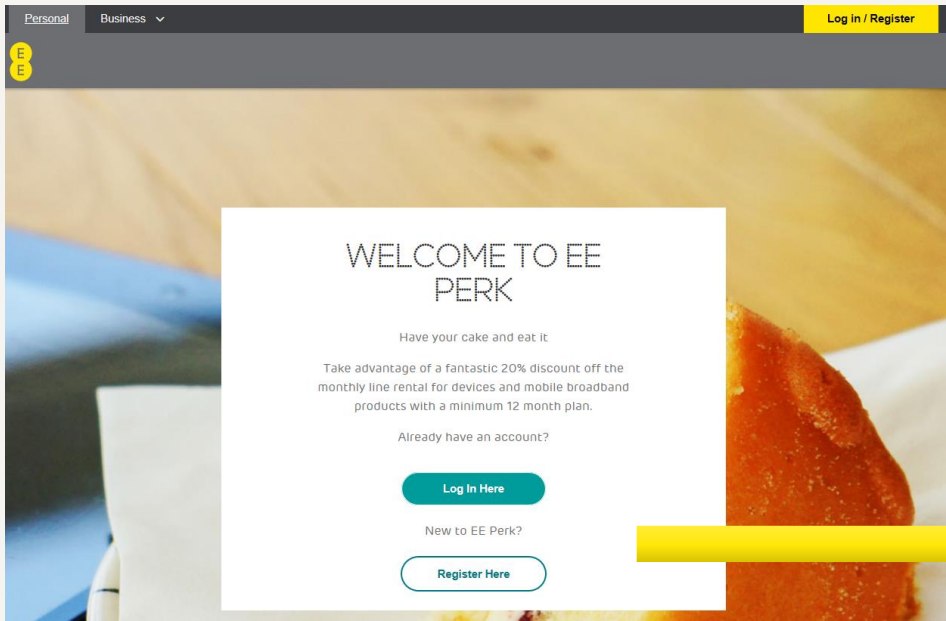 Personal Business Log in / Register
E
E
WELCOME TO EE
PERK
Have your cake and eat it
Take advantage of a fantastic 20% discount off the
monthly line rental for devices and mobile broadband
products with a minimum 12 month plan.
Already have an account?
Log In Here
New to EE Perk?
Register Here